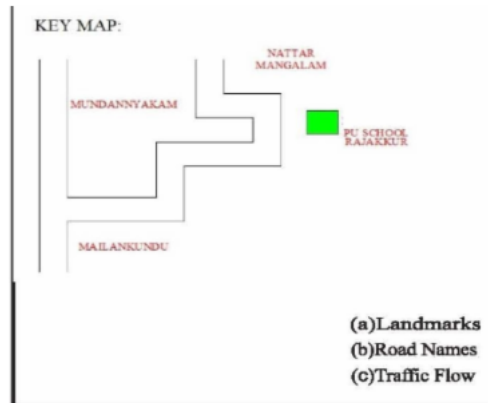 KEY MAP:
NATTAR
MANGALAM
MUNDANNYAKAM
PU SCHOOL
RAJAKKUR
MAILANKUNDU
(a)Landmarks
(b)Road Names
(c)Traffic Flow